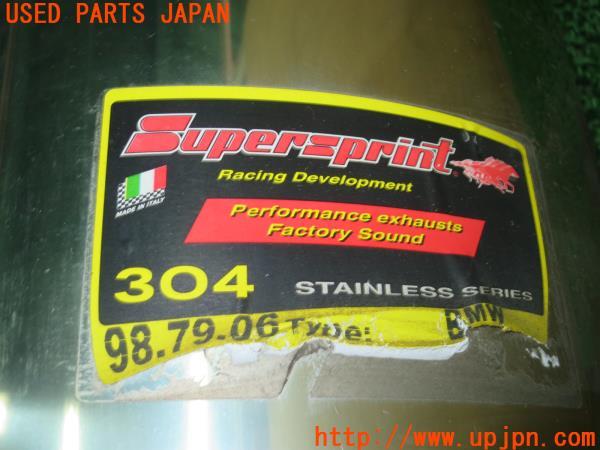 USED PARTS JAPAN
Supersprint
®
Racing Development
MADE IN ITALY
Performance exhausts
Factory Sound
304 STAINLESS SERIES
98.79.06 Type: BMW
http://www.upjpn.com/